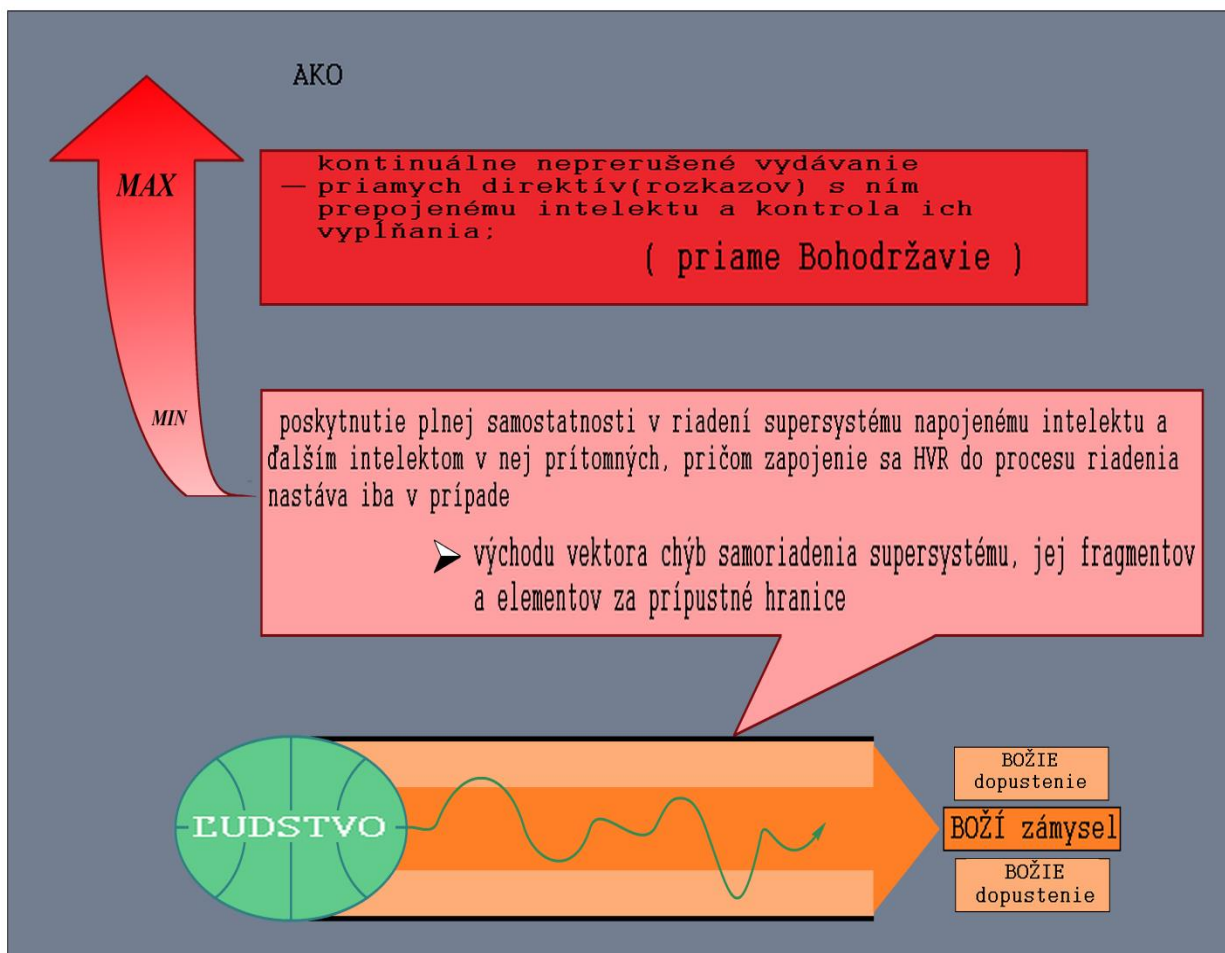 AKO
MAX
kontinuálne neprerušené vydávanie
— priamych direktív(rozkazov) s ním
prepojenému intelektu a kontrola ich
vypĺňania;
( priame Bohodržavie )
MIN
poskytnutie plnej samostatnosti v riadení supersystému napojenému intelektu a
ďalším intelektom v nej prítomných, pričom zapojenie sa HVR do procesu riadenia
nastáva iba v prípade
➢ východu vektora chýb samoriadenia supersystému, jej fragmentov
a elementov za prípustné hranice
ĽUDSTVO
BOŽIE
dopustenie
BOŽÍ zámysel
BOŽIE
dopustenie